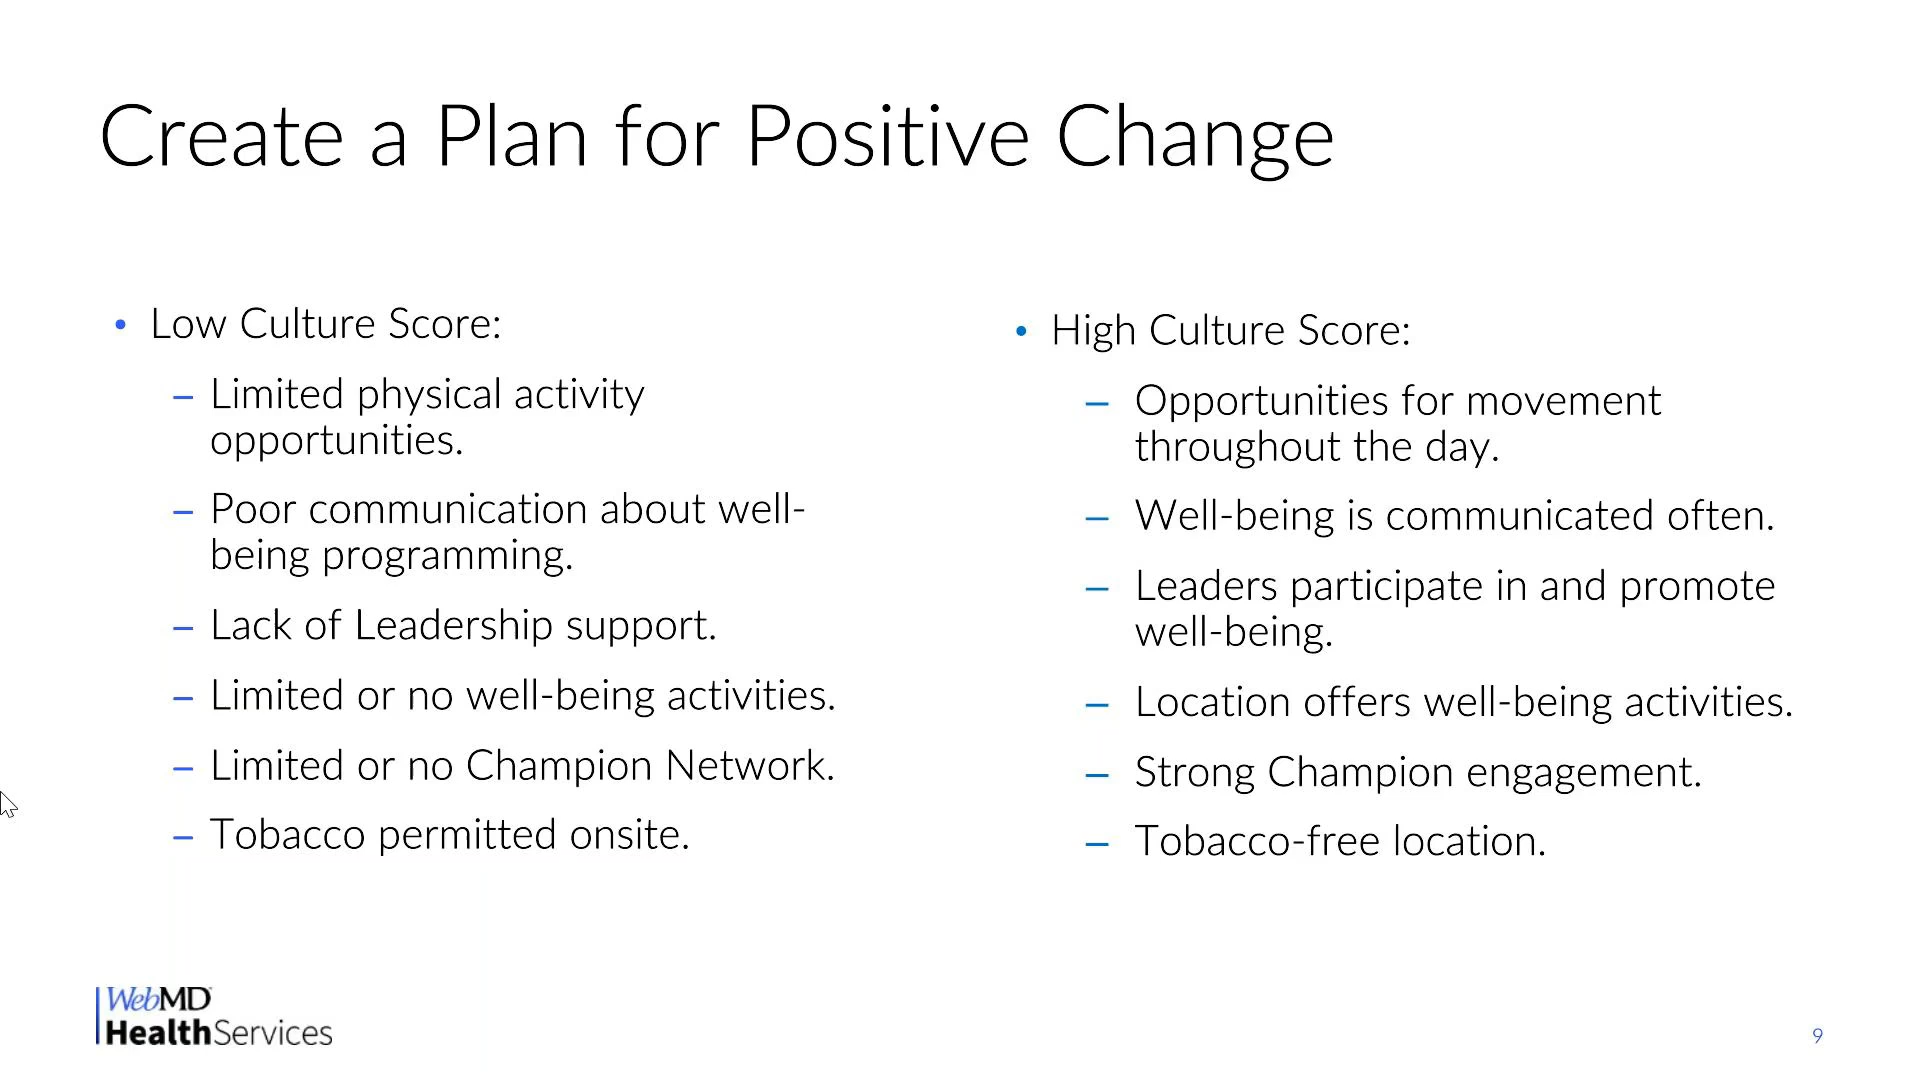 Create a Plan for Positive Change
• Low Culture Score:
– Limited physical activity
opportunities.
– Poor communication about well-
being programming.
– Lack of Leadership support.
– Limited or no well-being activities.
– Limited or no Champion Network.
– Tobacco permitted onsite.
• High Culture Score:
– Opportunities for movement
throughout the day.
– Well-being is communicated often.
– Leaders participate in and promote
well-being.
– Location offers well-being activities.
– Strong Champion engagement.
– Tobacco-free location.
WebMD
HealthServices
9